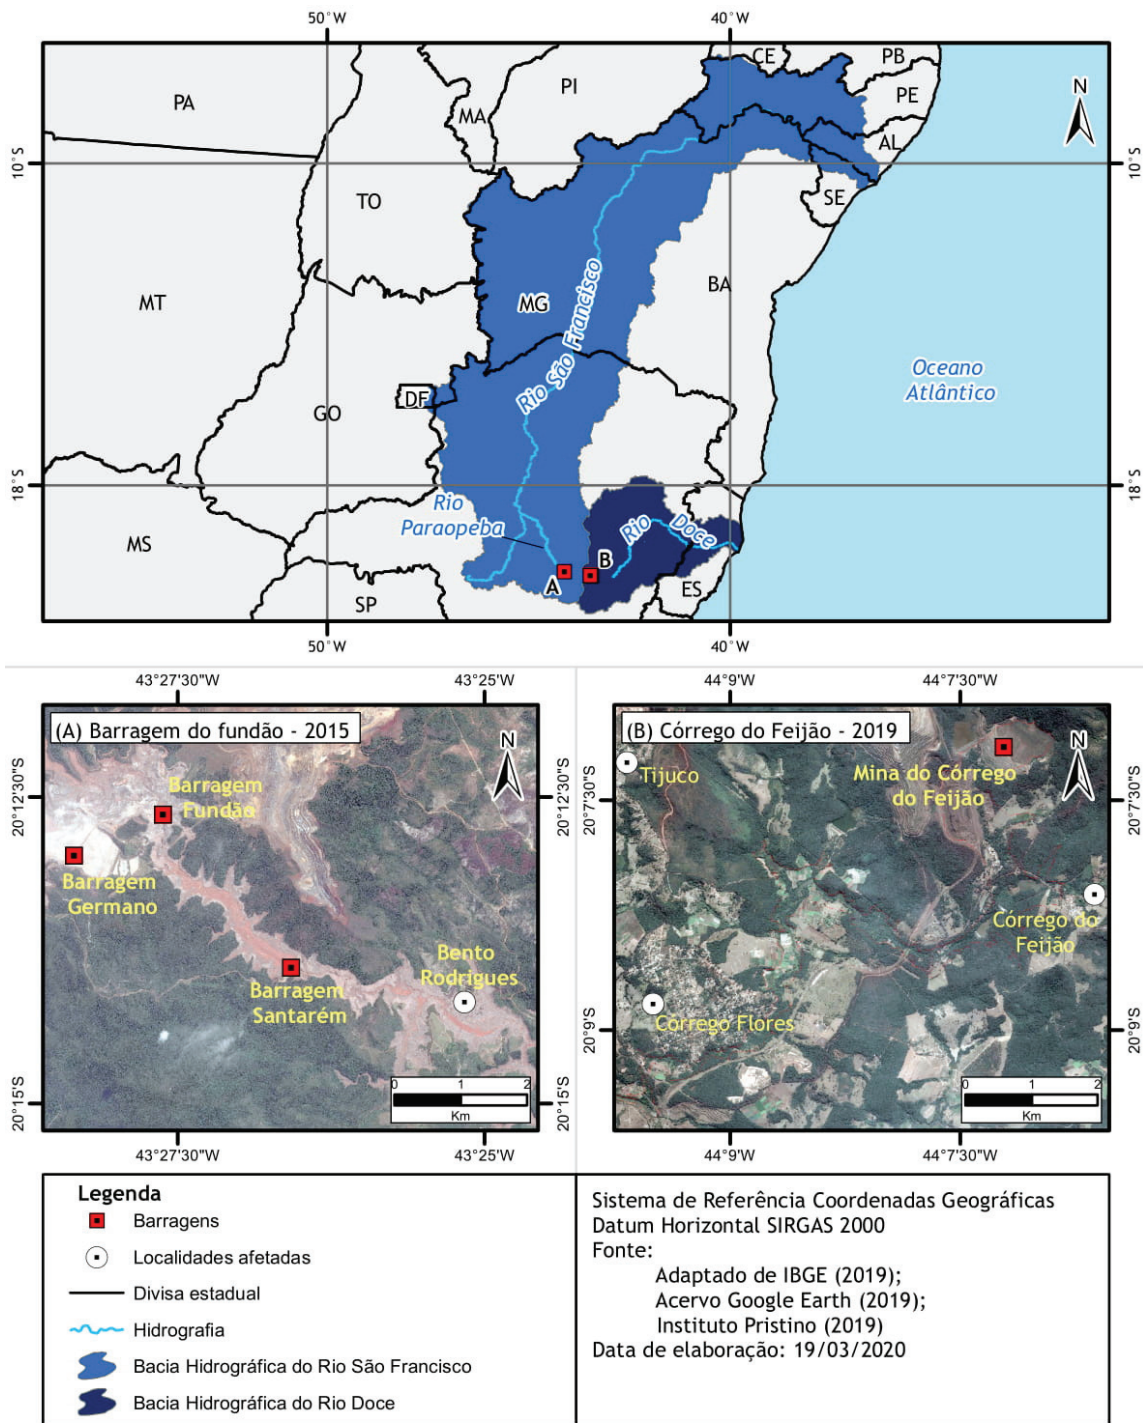 50°W
40°W
CE
PB
PI
PA
MA
PE
N
AL
10°S
10°S
TO
SE
MT
MG
BA
Rio São Francisco
Oceano
Atlântico
DF
GO
18°S
18°S
Rio
Paraopeba
Rio Doce
MS
A
B
ES
SP
50°W
40°W
43°27'30"W
43°25'W
(A) Barragem do fundão - 2015
N
Barragem
Fundão
Barragem
Germano
Bento
Rodrigues
Barragem
Santarém
20°12'30"S
20°12'30"S
20°15'S
20°15'S
0 1 2
Km
43°27'30"W
43°25'W
44°9'W
44°7'30"W
(B) Córrego do Feijão - 2019
N
Tijuco
Mina do Córrego
do Feijão
Córrego do
Feijão
Córrego Flores
20°7'30"S
20°7'30"S
20°9'S
20°9'S
0 1 2
Km
44°9'W
44°7'30"W
Legenda
Barragens
Localidades afetadas
Divisa estadual
Hidrografia
Bacia Hidrográfica do Rio São Francisco
Bacia Hidrográfica do Rio Doce
Sistema de Referência Coordenadas Geográficas
Datum Horizontal SIRGAS 2000
Fonte:
Adaptado de IBGE (2019);
Acervo Google Earth (2019);
Instituto Pristino (2019)
Data de elaboração: 19/03/2020